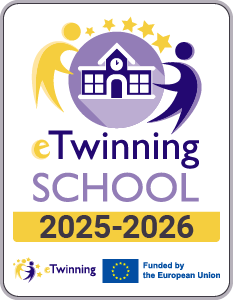 eTwinning
SCHOOL
2025-2026
eTwinning
Funded by
the European Union